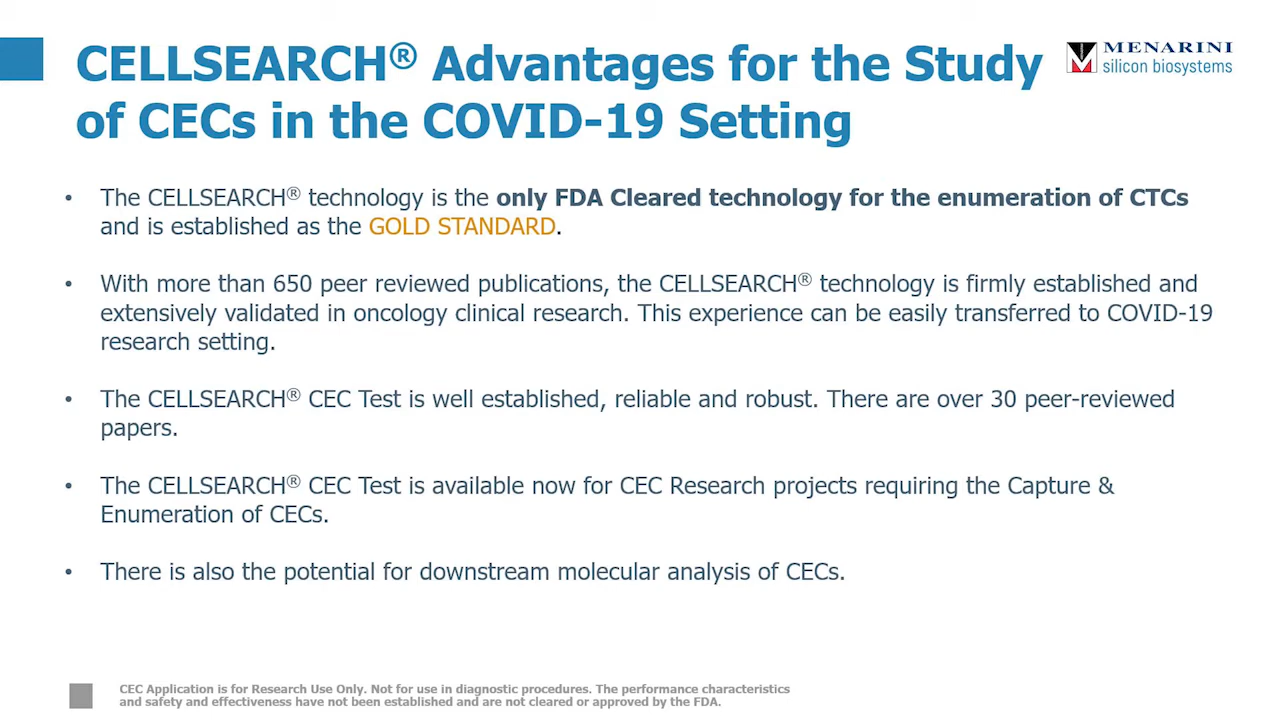 CELLSEARCH® Advantages for the Study
of CECs in the COVID-19 Setting
MENARINI
silicon biosystems
• The CELLSEARCH® technology is the only FDA Cleared technology for the enumeration of CTCs
and is established as the GOLD STANDARD.
• With more than 650 peer reviewed publications, the CELLSEARCH® technology is firmly established and
extensively validated in oncology clinical research. This experience can be easily transferred to COVID-19
research setting.
• The CELLSEARCH® CEC Test is well established, reliable and robust. There are over 30 peer-reviewed
papers.
• The CELLSEARCH® CEC Test is available now for CEC Research projects requiring the Capture &
Enumeration of CECs.
• There is also the potential for downstream molecular analysis of CECs.
CEC Application is for Research Use Only. Not for use in diagnostic procedures. The performance characteristics
and safety and effectiveness have not been established and are not cleared or approved by the FDA.